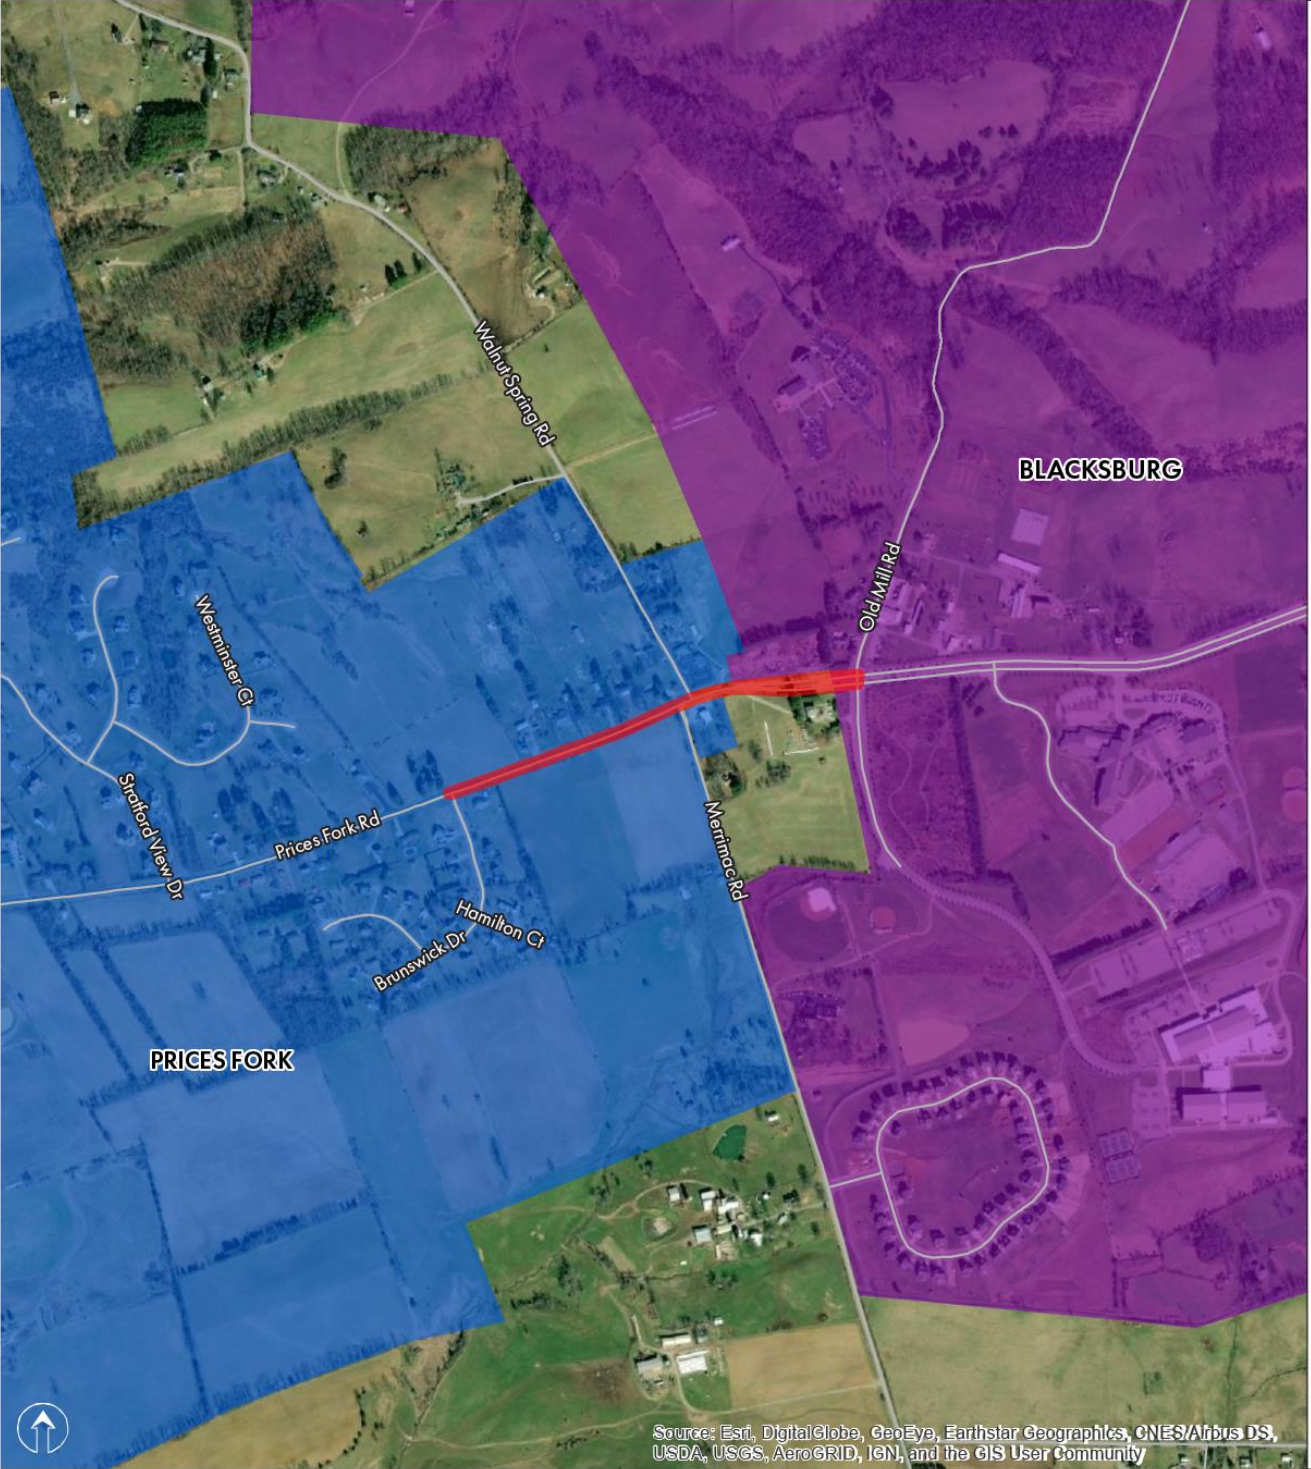 Walnut Spring Rd
BLACKSBURG
Old Mill Rd
Westminster Ct
Stratford View Dr
Prices Fork Rd
Merrimac Rd
Hamilton Ct
Brunswick Dr
PRICES FORK
Source: Esri, DigitalGlobe, GeoEye, Earthstar Geographics, CNES/Airbus DS,
USDA, USGS, AeroGRID, IGN, and the GIS User Community